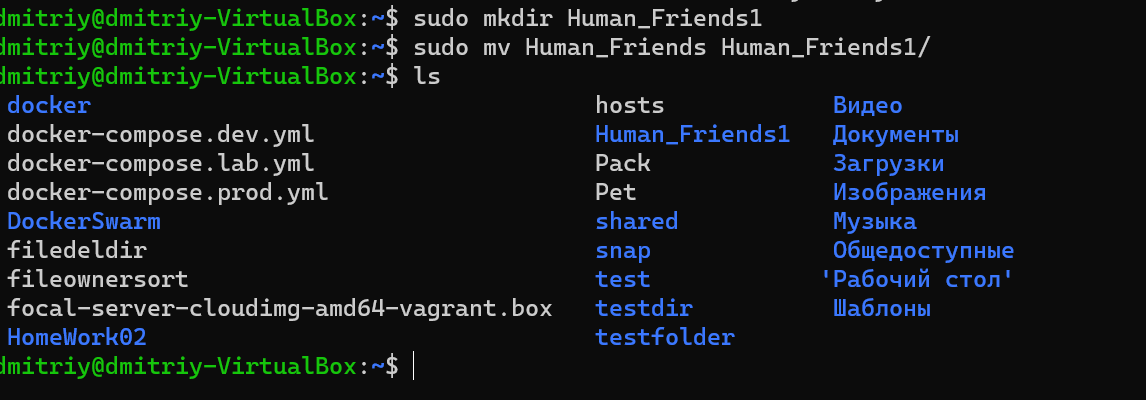 dmitriy@dmitriy-VirtualBox:~$ sudo mkdir Human_Friends1
dmitriy@dmitriy-VirtualBox:~$ sudo mv Human_Friends Human_Friends1/
dmitriy@dmitriy-VirtualBox:~$ ls
docker hosts Видео
docker-compose.dev.yml Human_Friends1 Документы
docker-compose.lab.yml Pack Загрузки
docker-compose.prod.yml Pet Изображения
DockerSwarm shared Музыка
filedeldir snap Общедоступные
fileownersort test 'Рабочий стол'
focal-server-cloudimg-amd64-vagrant.box testdir Шаблоны
HomeWork02 testfolder
dmitriy@dmitriy-VirtualBox:~$